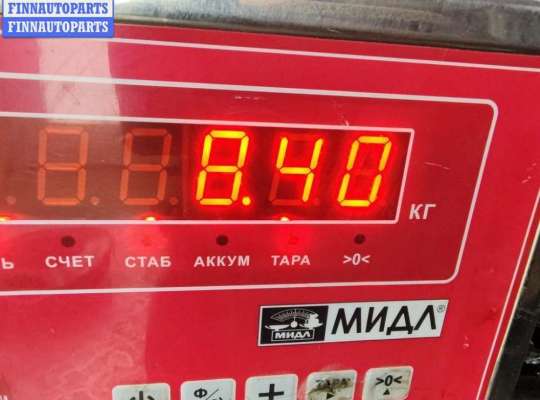 FINNAUTOPARTS
FINNAUTOPARTS
8.40
КГ
Ь СЧЕТ СТАБ АККУМ ТАРА >0<
МИДЛ МИДЛ®
Ф/ + ТАРА >0<